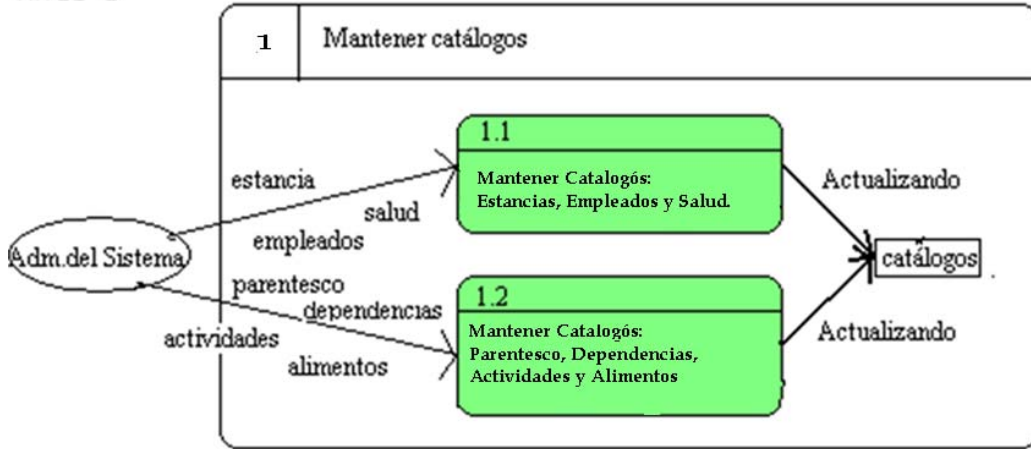 1
Mantener catálogos
1.1
Mantener Catalogós:
Estancias, Empleados y Salud.
estancia
salud
empleados
Actualizando
Adm.del Sistema
catálogos
parentesco
dependencias
actividades
alimentos
1.2
Mantener Catalogós:
Parentesco, Dependencias,
Actividades y Alimentos
Actualizando